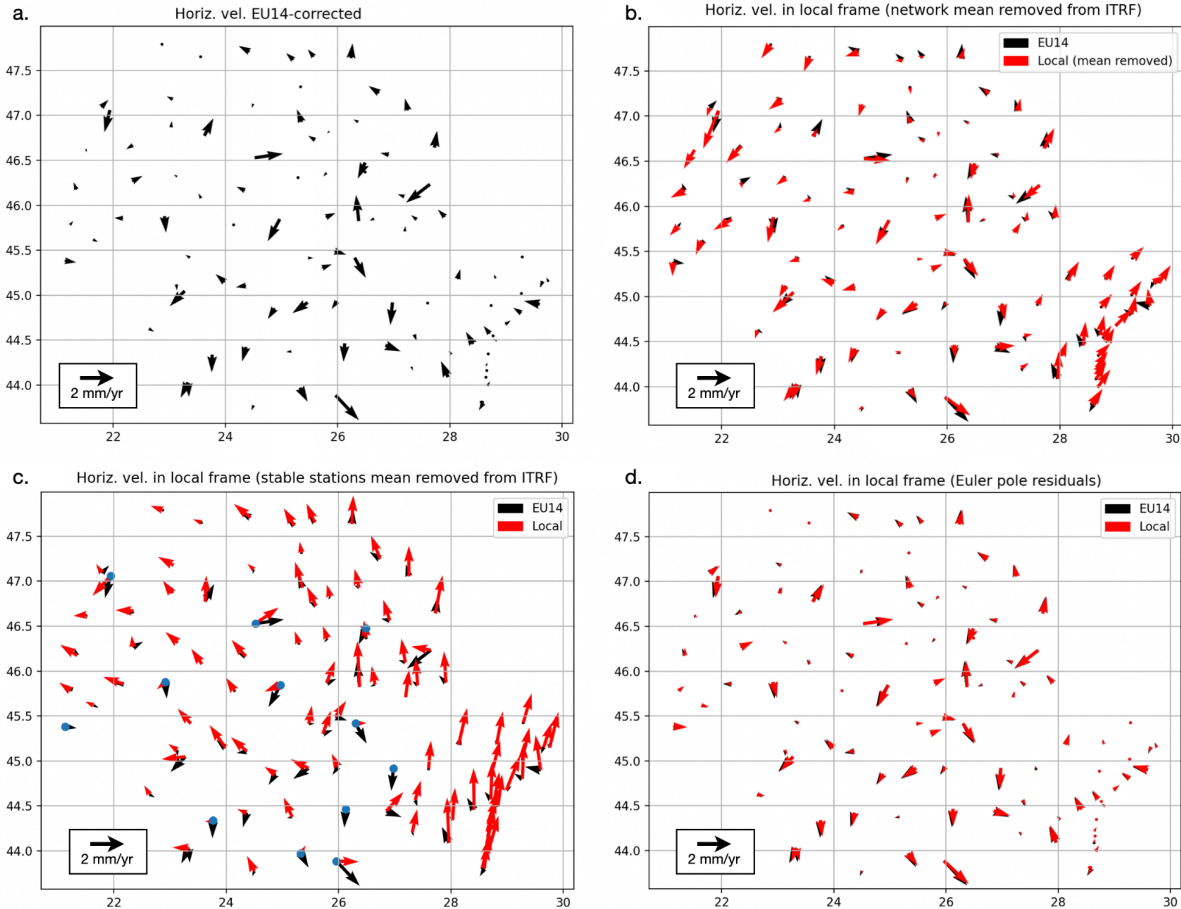 a.
Horiz. vel. EU14-corrected
47.5
47.0
46.5
46.0
45.5
45.0
44.5
44.0
2 mm/yr
22 24 26 28 30
b.
Horiz. vel. in local frame (network mean removed from ITRF)
EU14
Local (mean removed)
47.5
47.0
46.5
46.0
45.5
45.0
44.5
44.0
2 mm/yr
22 24 26 28 30
c.
Horiz. vel. in local frame (stable stations mean removed from ITRF)
EU14
Local
47.5
47.0
46.5
46.0
45.5
45.0
44.5
44.0
2 mm/yr
22 24 26 28 30
d.
Horiz. vel. in local frame (Euler pole residuals)
EU14
Local
47.5
47.0
46.5
46.0
45.5
45.0
44.5
44.0
2 mm/yr
22 24 26 28 30